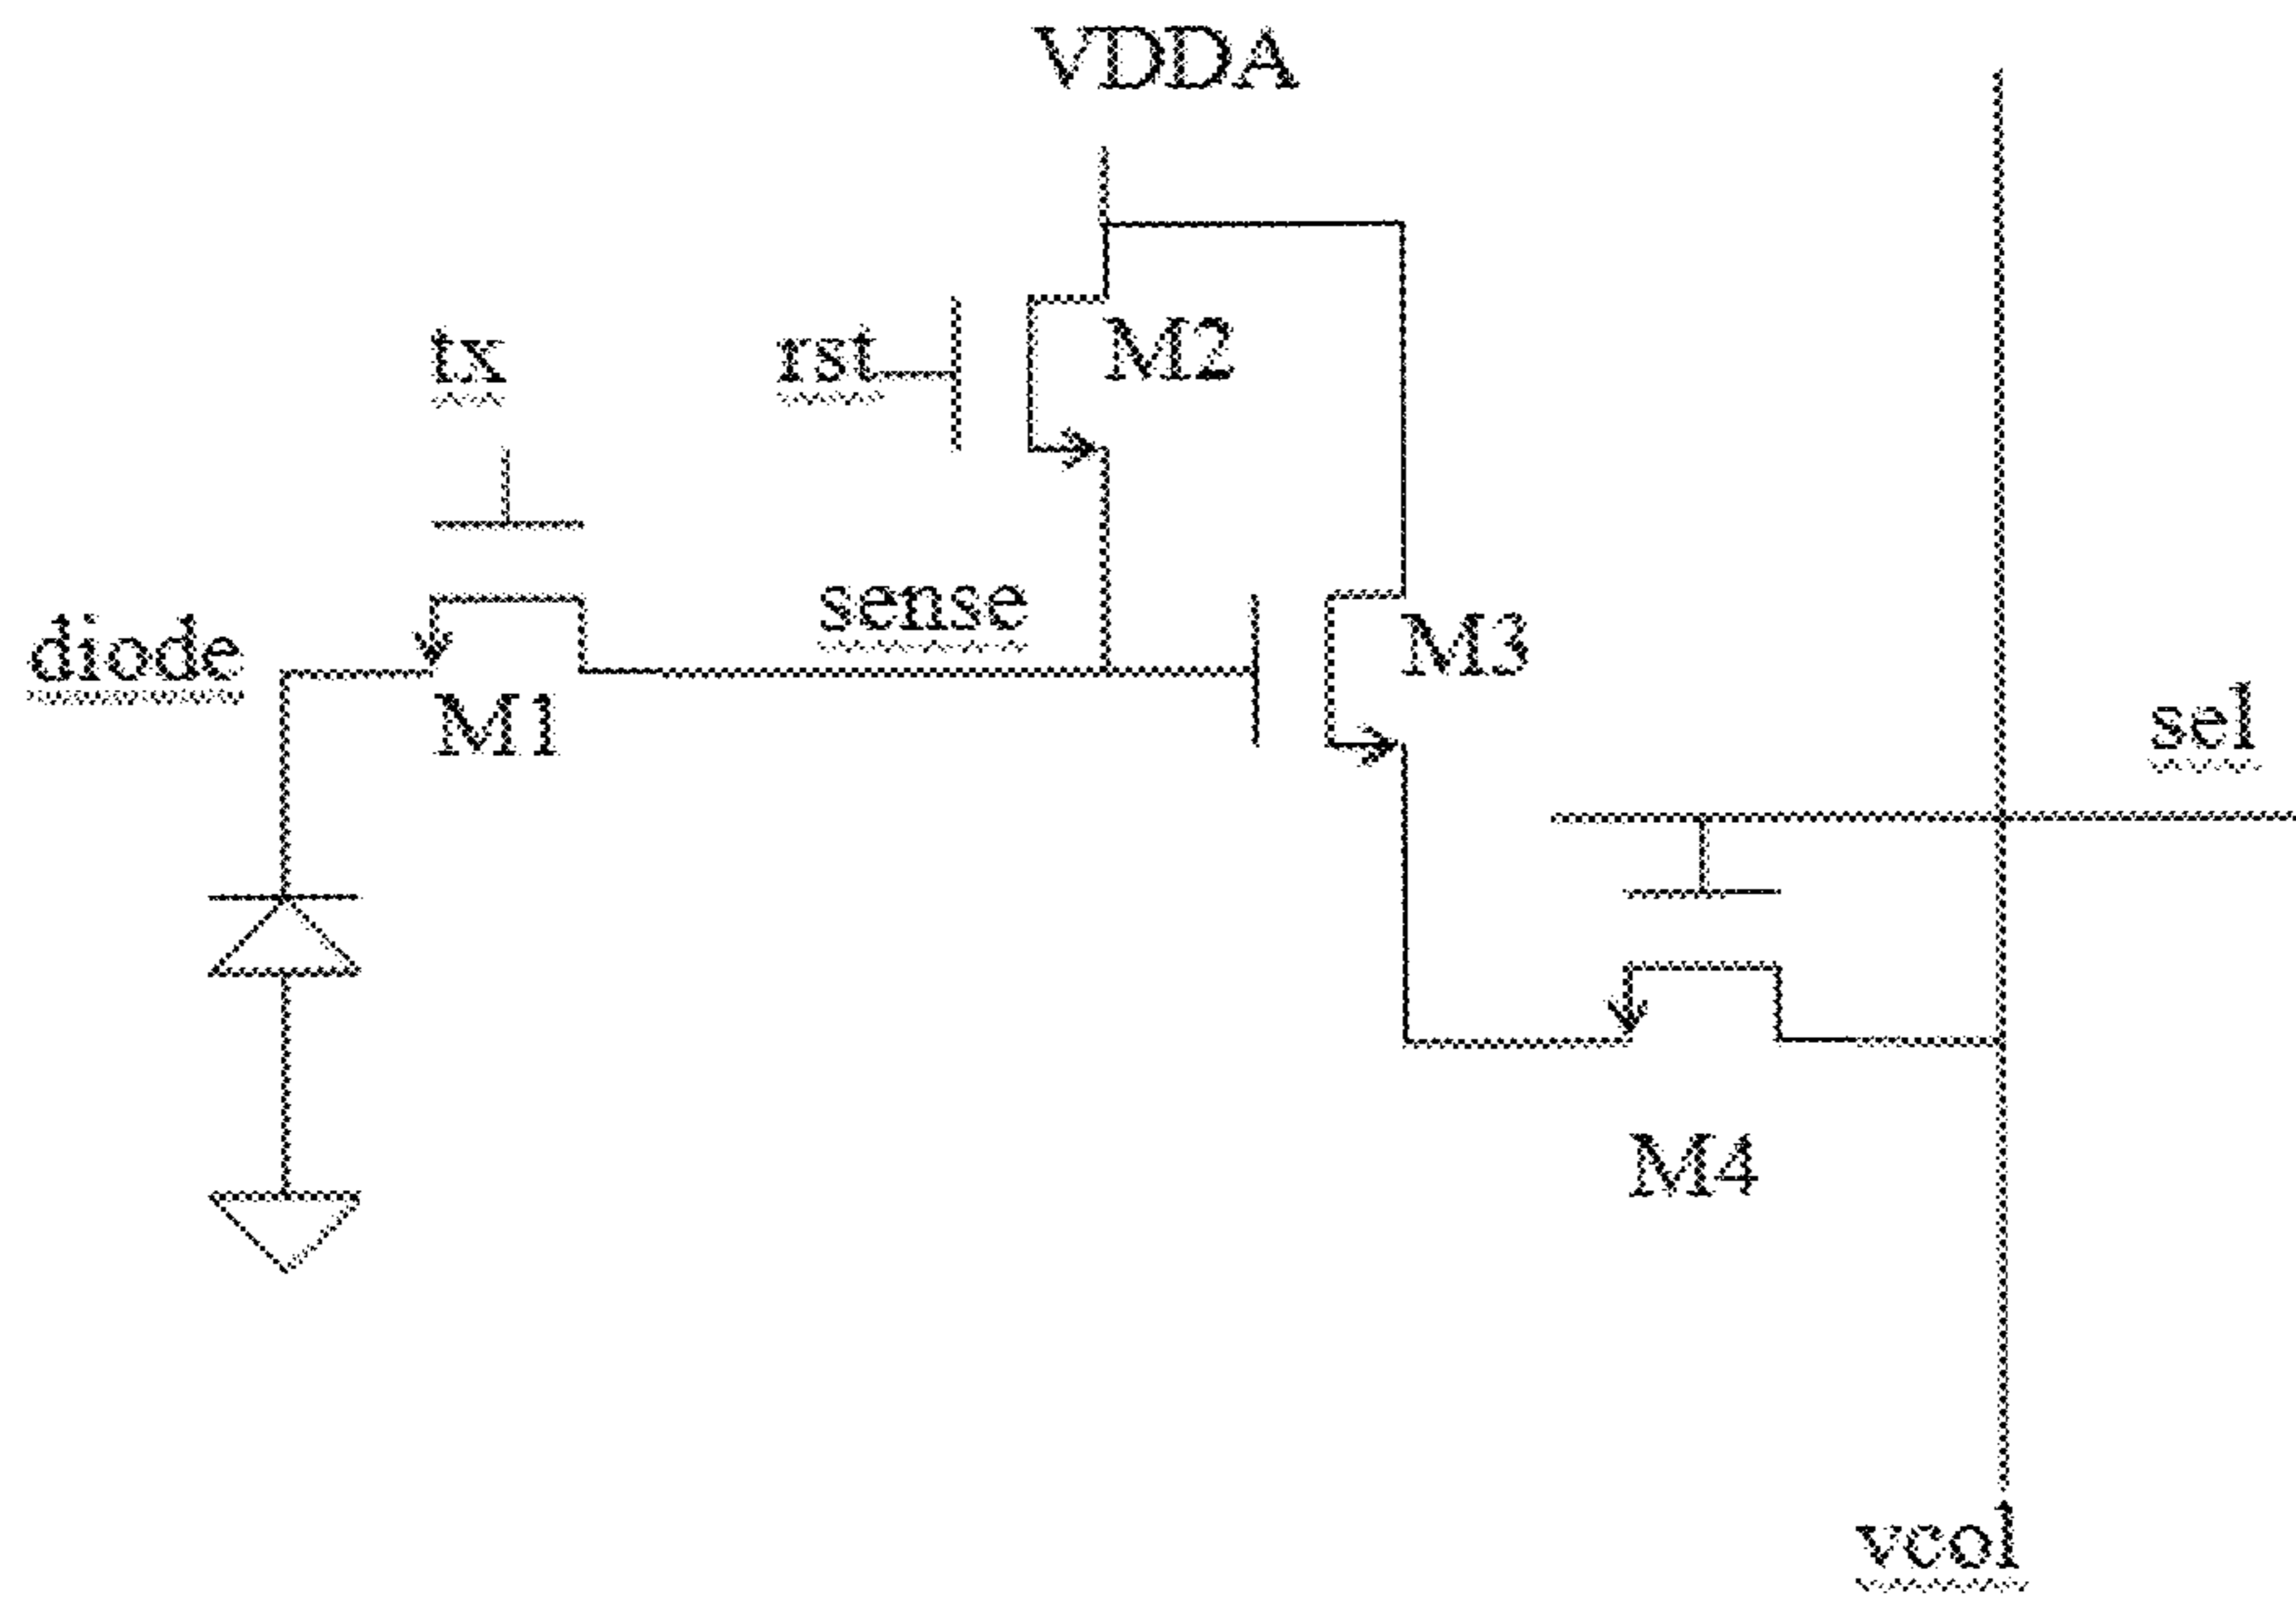 VDDA
tx
rst
M2
diode
sense
M3
M1
sel
M4
vcol